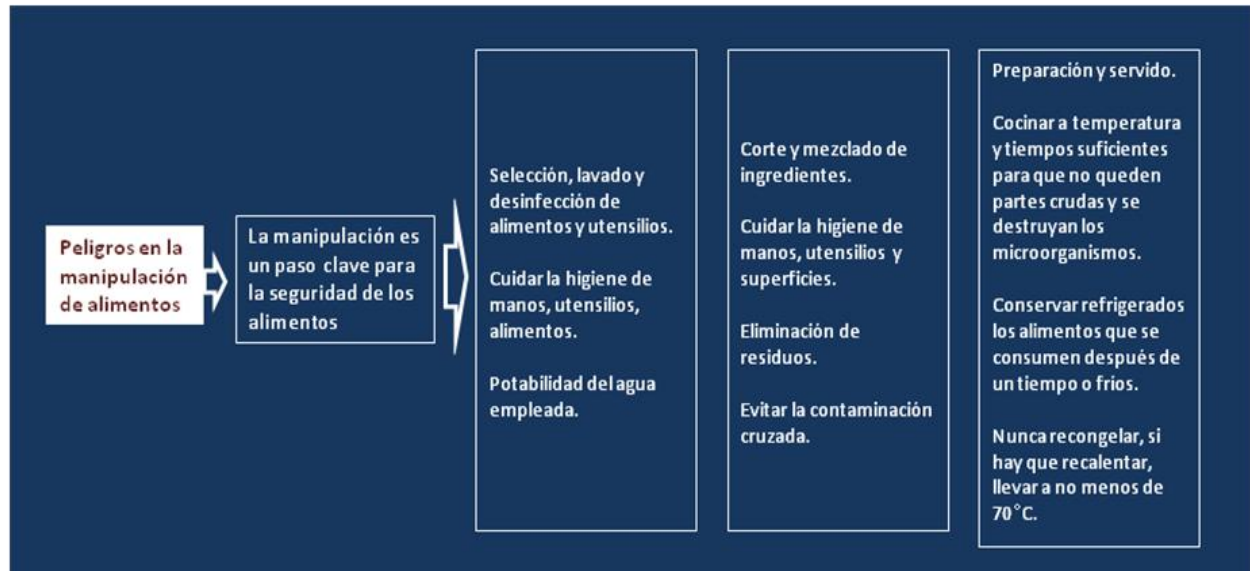 Peligros en la
manipulación
de alimentos
La manipulación es
un paso clave para
la seguridad de los
alimentos
Selección, lavado y
desinfección de
alimentos y utensilios.
Cuidar la higiene de
manos, utensilios,
alimentos.
Potabilidad del agua
empleada.
Corte y mezclado de
ingredientes.
Cuidar la higiene de
manos, utensilios y
superficies.
Eliminación de
residuos.
Evitar la contaminación
cruzada.
Preparación y servido.
Cocinar a temperatura
y tiempos suficientes
para que no queden
partes crudas y se
destruyan los
microorganismos.
Conservar refrigerados
los alimentos que se
consumen después de
un tiempo o frios.
Nunca recongelar, si
hay que recalentar,
llevar a no menos de
70°C.